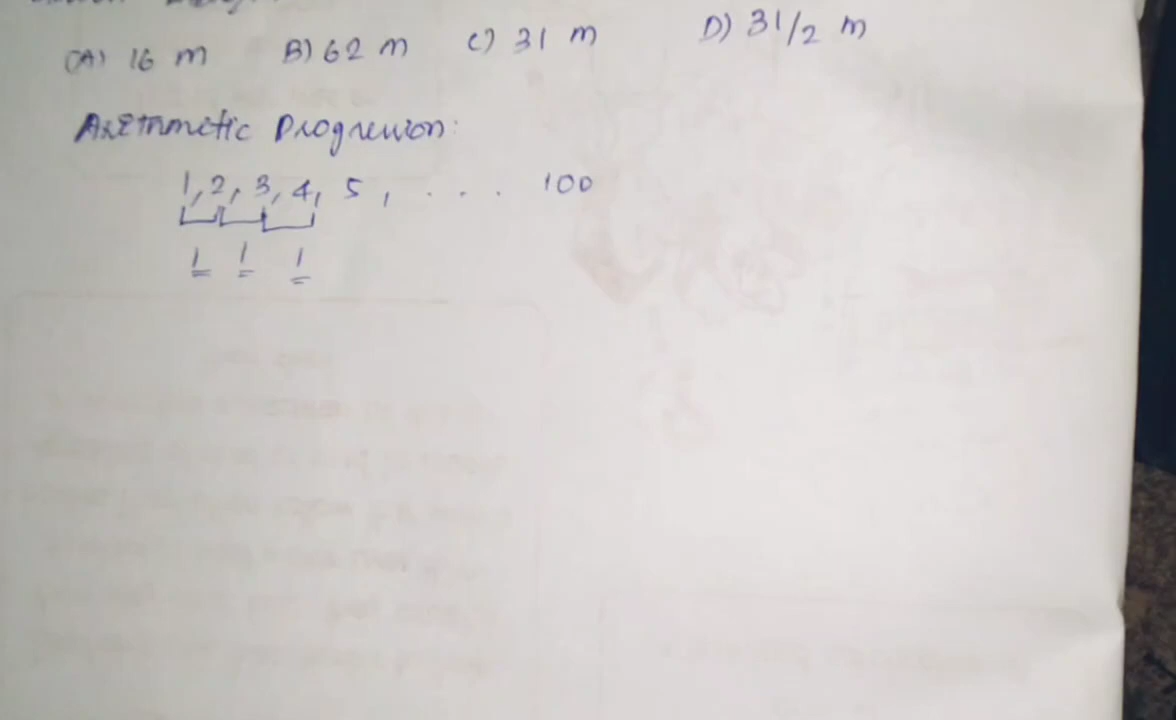 (A) 16 m B) 62 m C) 31 m D) 31/2 m
Arithmetic Progression:
1, 2, 3, 4, 5, . . . 100
1 1 1